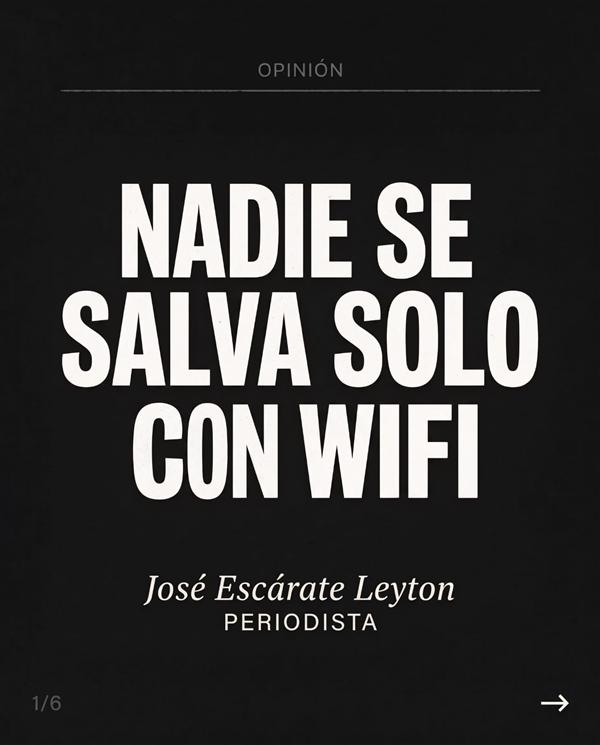 OPINIÓN
NADIE SE
SALVA SOLO
CON WIFI
José Escárate Leyton
PERIODISTA
1/6 →